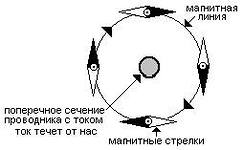 магнитная
линия
поперечное сечение
проводника с током
ток течет от нас
магнитные стрелки